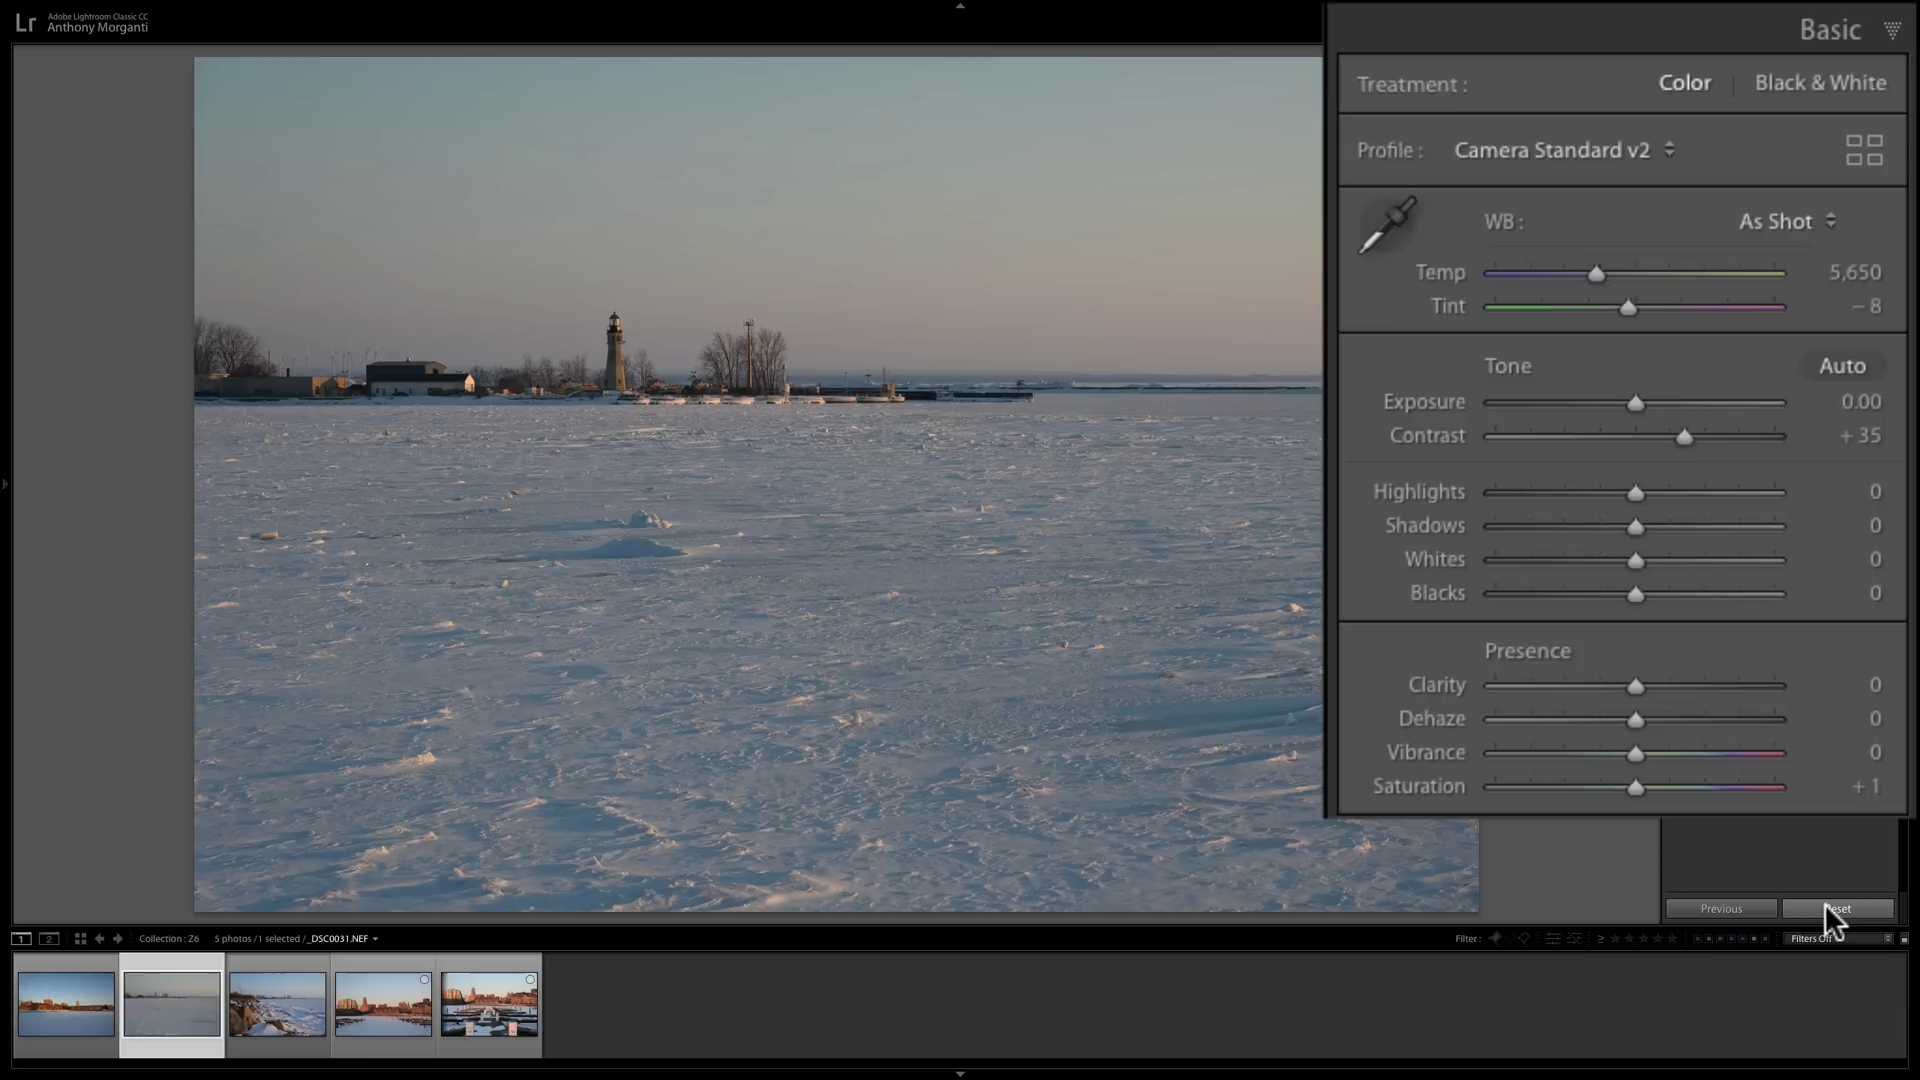 Lr
Adobe Lightroom Classic CC
Anthony Morganti
Basic
Treatment : Color | Black & White
Profile : Camera Standard v2
WB : As Shot
Temp 5,650
Tint – 8
Tone Auto
Exposure 0.00
Contrast + 35
Highlights 0
Shadows 0
Whites 0
Blacks 0
Presence
Clarity 0
Dehaze 0
Vibrance 0
Saturation + 1
Previous
1 2 Collection : Z6 5 photos / 1 selected / _DSC0031.NEF Filter : ≥ Filters